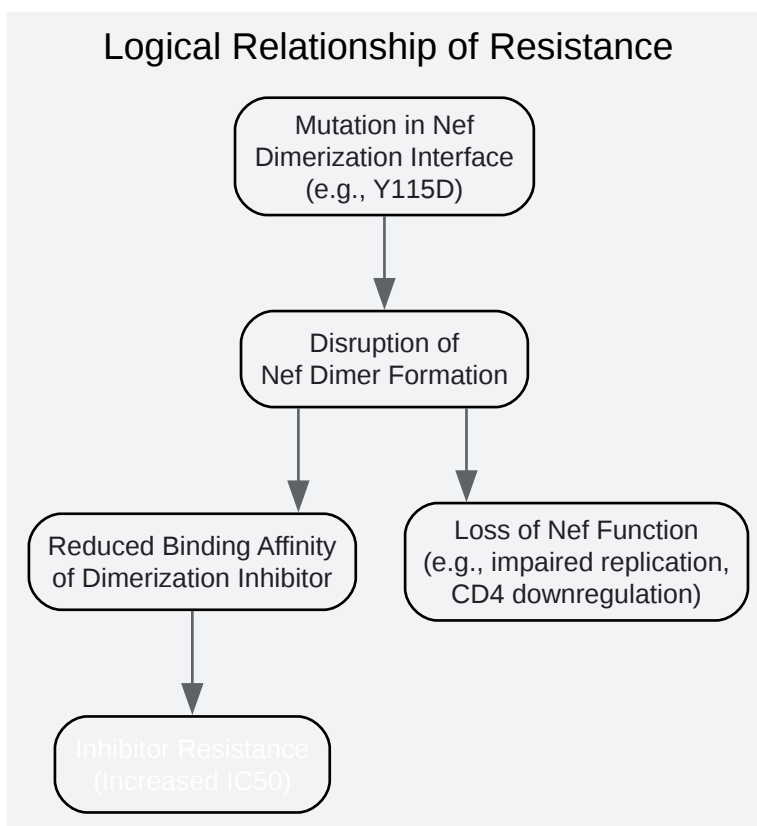 Logical Relationship of Resistance
Mutation in Nef
Dimerization Interface
(e.g., Y115D)
Disruption of
Nef Dimer Formation
Reduced Binding Affinity
of Dimerization Inhibitor
Loss of Nef Function
(e.g., impaired replication,
CD4 downregulation)
Inhibitor Resistance
(Increased IC50)